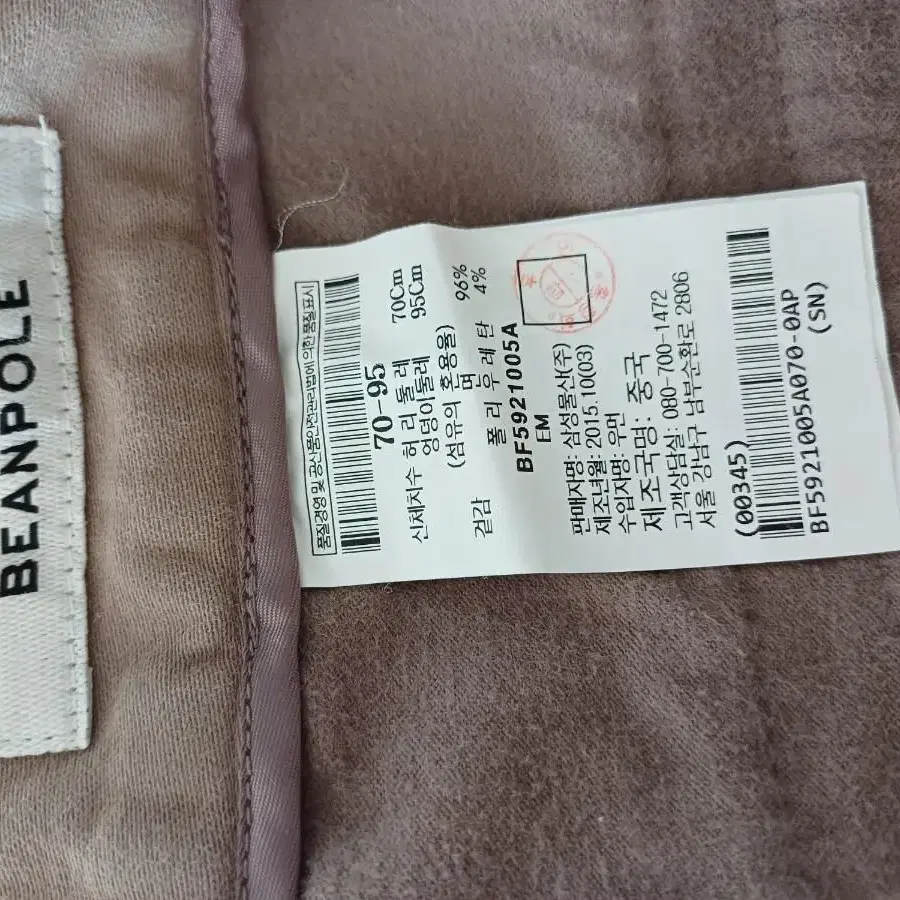 BEANPOLE
품질경영 및 공산품안전관리법에 의한 품질표시
70-95
신체치수 허 리 둘 레 70Cm
엉덩이둘레 95Cm
(섬유의 혼용율)
겉감 면 96%
폴 리 우 레 탄 4%
BF5921005A
EM
판매자명: 삼성물산(주)
제조년월: 2015.10(03)
수입자명: 우면
제조국명: 중국
고객상담실: 080-700-1472
서울 강남구 남부순환로 2806
(00345)
BF5921005A070-0AP
(SN)